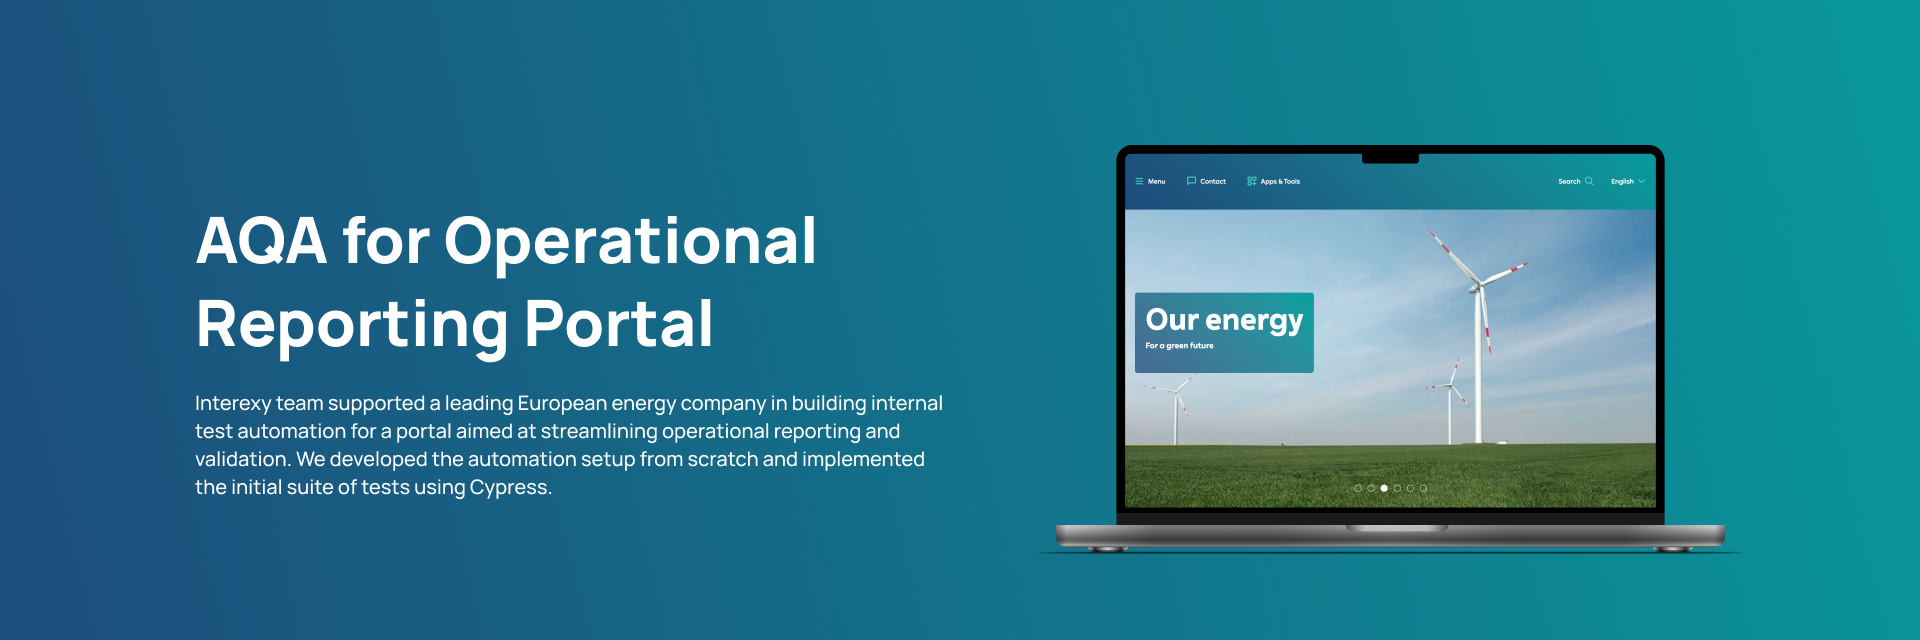 AQA for Operational
Reporting Portal
Interexy team supported a leading European energy company in building internal
test automation for a portal aimed at streamlining operational reporting and
validation. We developed the automation setup from scratch and implemented
the initial suite of tests using Cypress.
Menu Contact Apps & Tools Search English
Our energy
For a green future